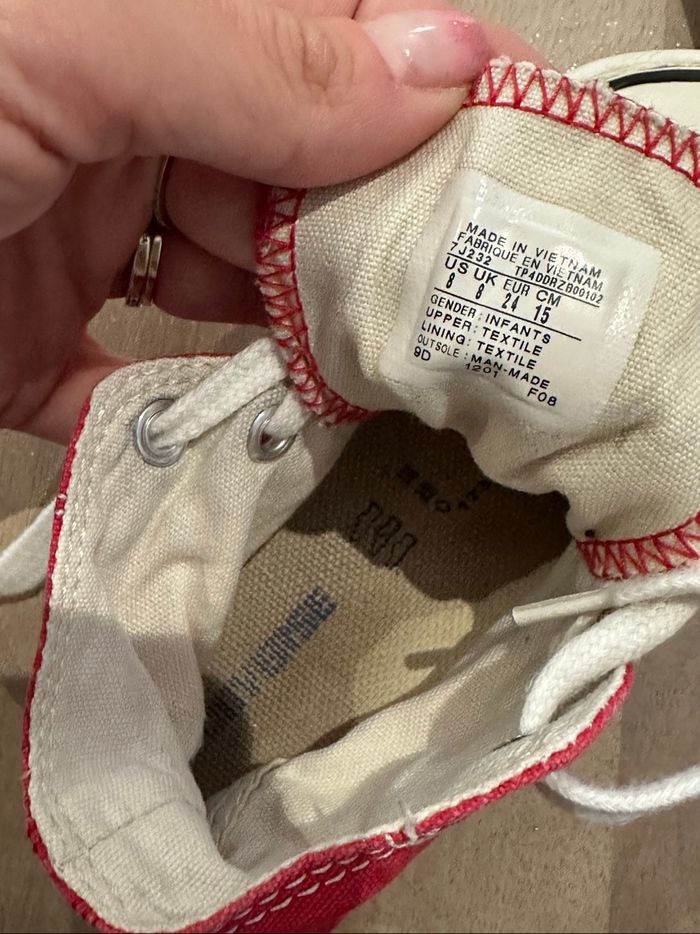 MADE IN VIETNAM
FABRIQUE EN VIETNAM
7J232 TP4DDRZB00102
US UK EUR CM
8 8 24 15
GENDER: INFANTS
UPPER: TEXTILE
LINING: TEXTILE
OUTSOLE: MAN-MADE
9D 1201 F08